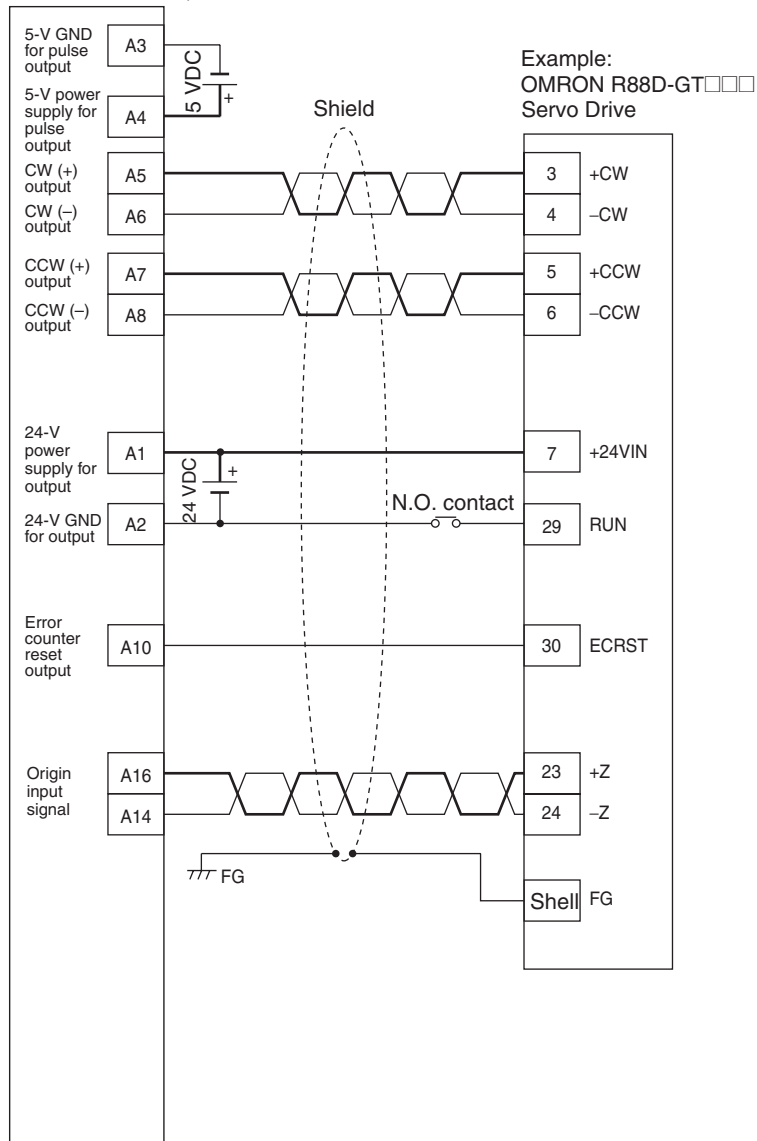 5-V GND
for pulse
output
A3
5 VDC
+
5-V power
supply for
pulse
output
A4
Shield
Example:
OMRON R88D-GT□□□
Servo Drive
CW (+)
output
A5
3
+CW
CW (–)
output
A6
4
–CW
CCW (+)
output
A7
5
+CCW
CCW (–)
output
A8
6
–CCW
24-V
power
supply for
output
A1
24 VDC
+
7
+24VIN
24-V GND
for output
A2
N.O. contact
29
RUN
Error
counter
reset
output
A10
30
ECRST
Origin
input
signal
A16
23
+Z
A14
24
–Z
FG
Shell
FG